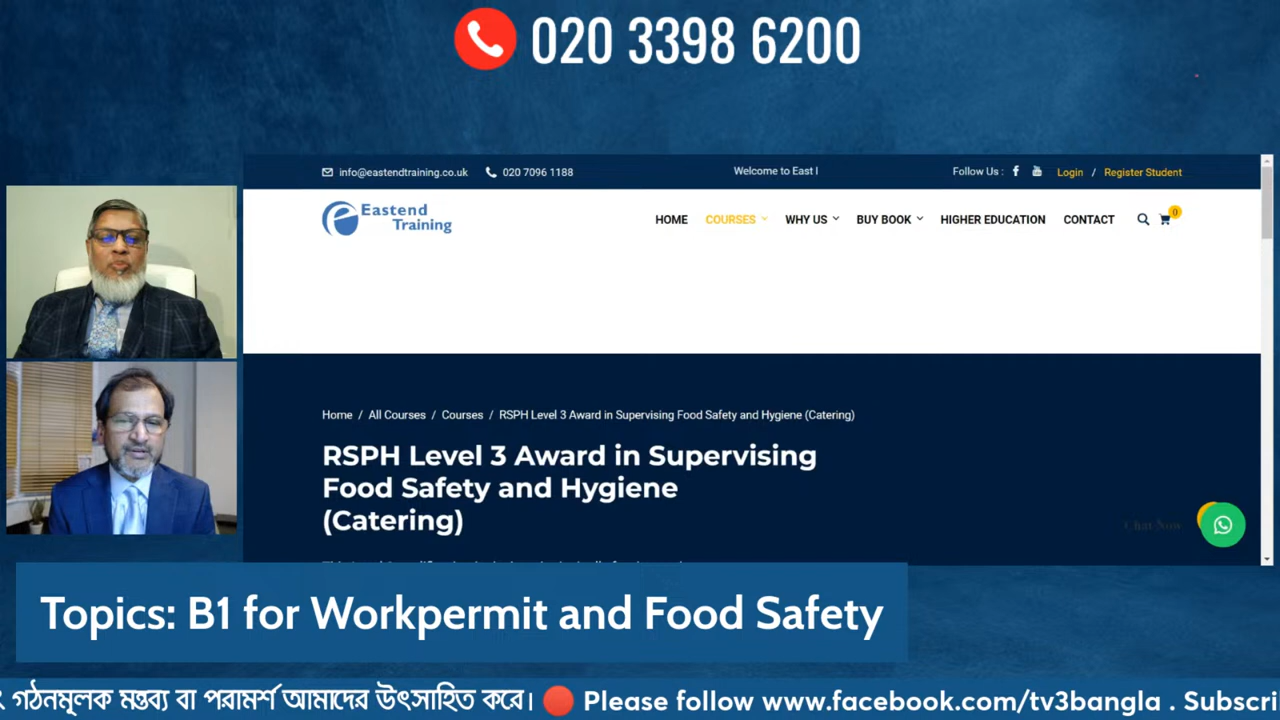 020 3398 6200
info@eastendtraining.co.uk
020 7096 1188
Welcome to East
Follow Us :
Login / Register Student
Eastend
Training
HOME
COURSES
WHY US
BUY BOOK
HIGHER EDUCATION
CONTACT
0
Home / All Courses / Courses / RSPH Level 3 Award in Supervising Food Safety and Hygiene (Catering)
RSPH Level 3 Award in Supervising
Food Safety and Hygiene
(Catering)
Chat Now
Topics: B1 for Workpermit and Food Safety
গঠনমূলক মন্তব্য বা পরামর্শ আমাদের উৎসাহিত করে। Please follow www.facebook.com/tv3bangla . Subscri